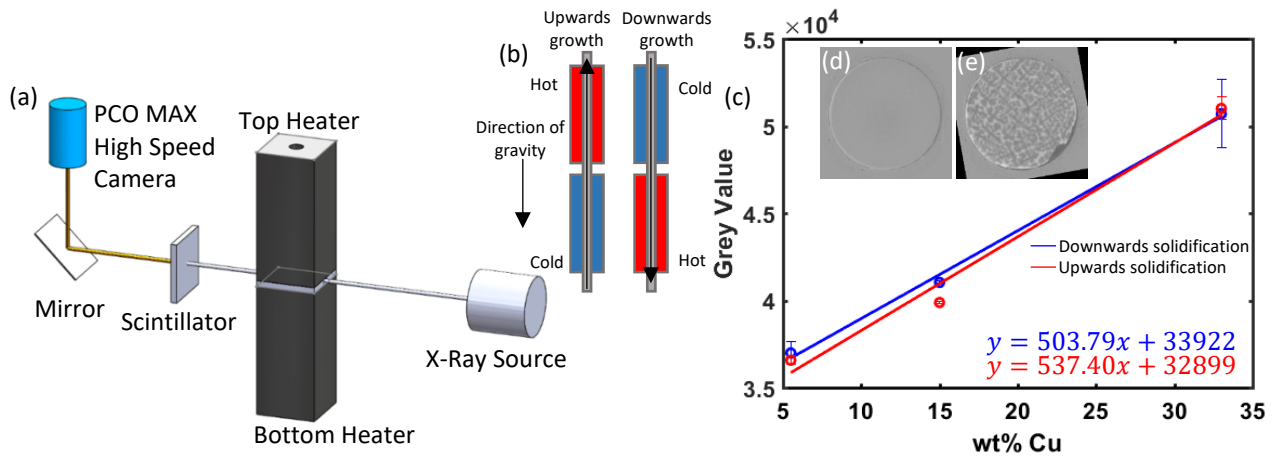 (a)
PCO MAX
High Speed
Camera
Top Heater
Mirror
Scintillator
X-Ray Source
Bottom Heater
(b)
Upwards
growth
Downwards
growth
Hot
Cold
Direction of
gravity
Cold
Hot
(c)
×10⁴
(d)
(e)
5.5
5
4.5
4
3.5
Grey Value
Downwards solidification
Upwards solidification
y = 503.79x + 33922
y = 537.40x + 32899
5 10 15 20 25 30 35
wt% Cu